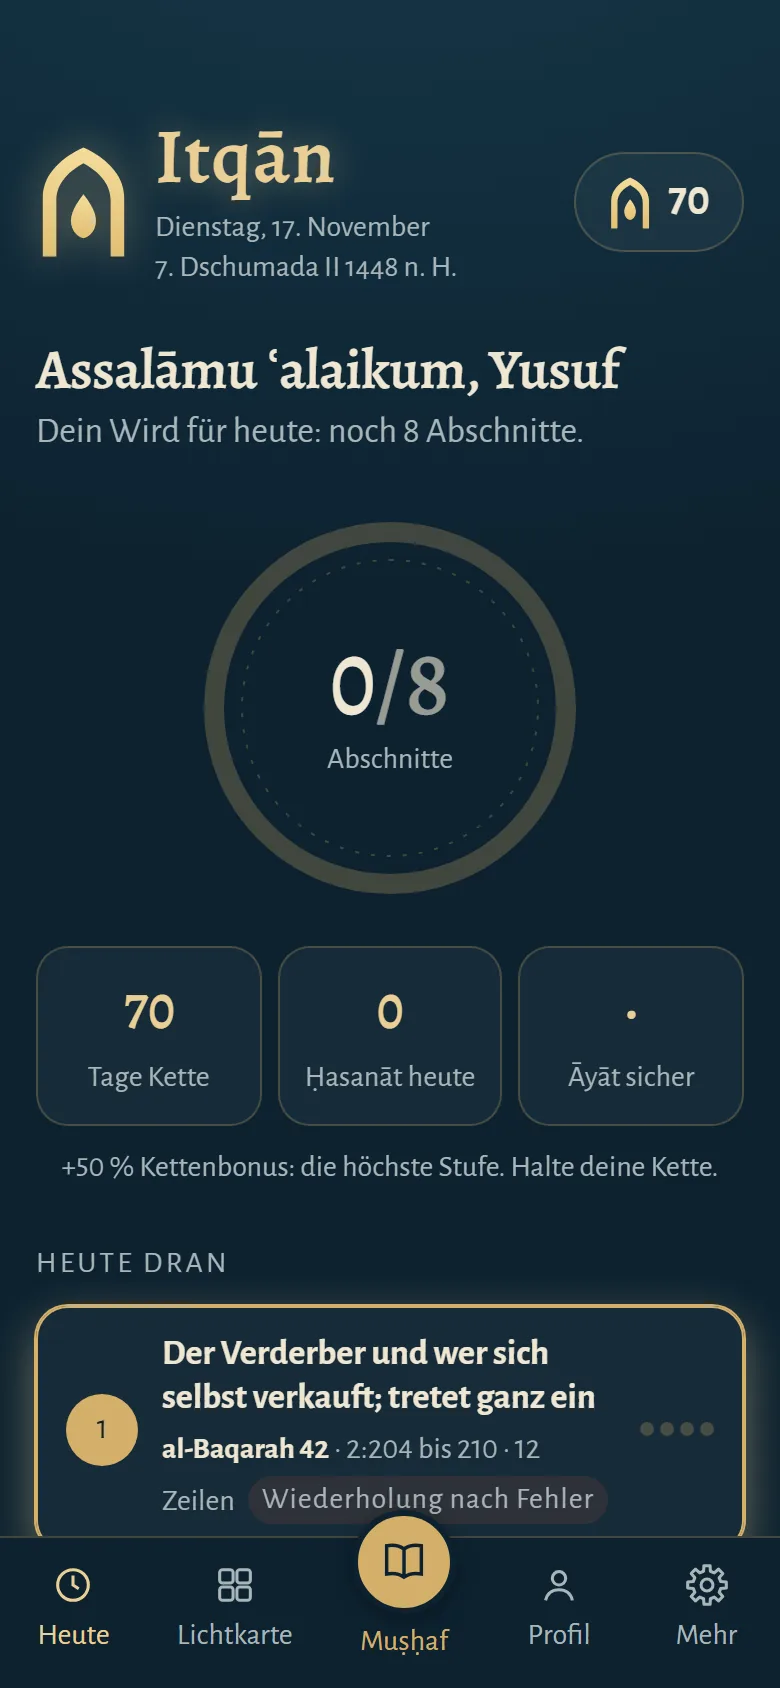 Itqān
Dienstag, 17. November
7. Dschumada II 1448 n. H.
70
Assalāmu ʿalaikum, Yusuf
Dein Wird für heute: noch 8 Abschnitte.
0/8
Abschnitte
70
Tage Kette
0
Ḥasanāt heute
·
Āyāt sicher
+50 % Kettenbonus: die höchste Stufe. Halte deine Kette.
HEUTE DRAN
1
Der Verderber und wer sich
selbst verkauft; tretet ganz ein
al-Baqarah 42 · 2:204 bis 210 · 12
Zeilen Wiederholung nach Fehler
Heute
Lichtkarte
Muṣḥaf
Profil
Mehr